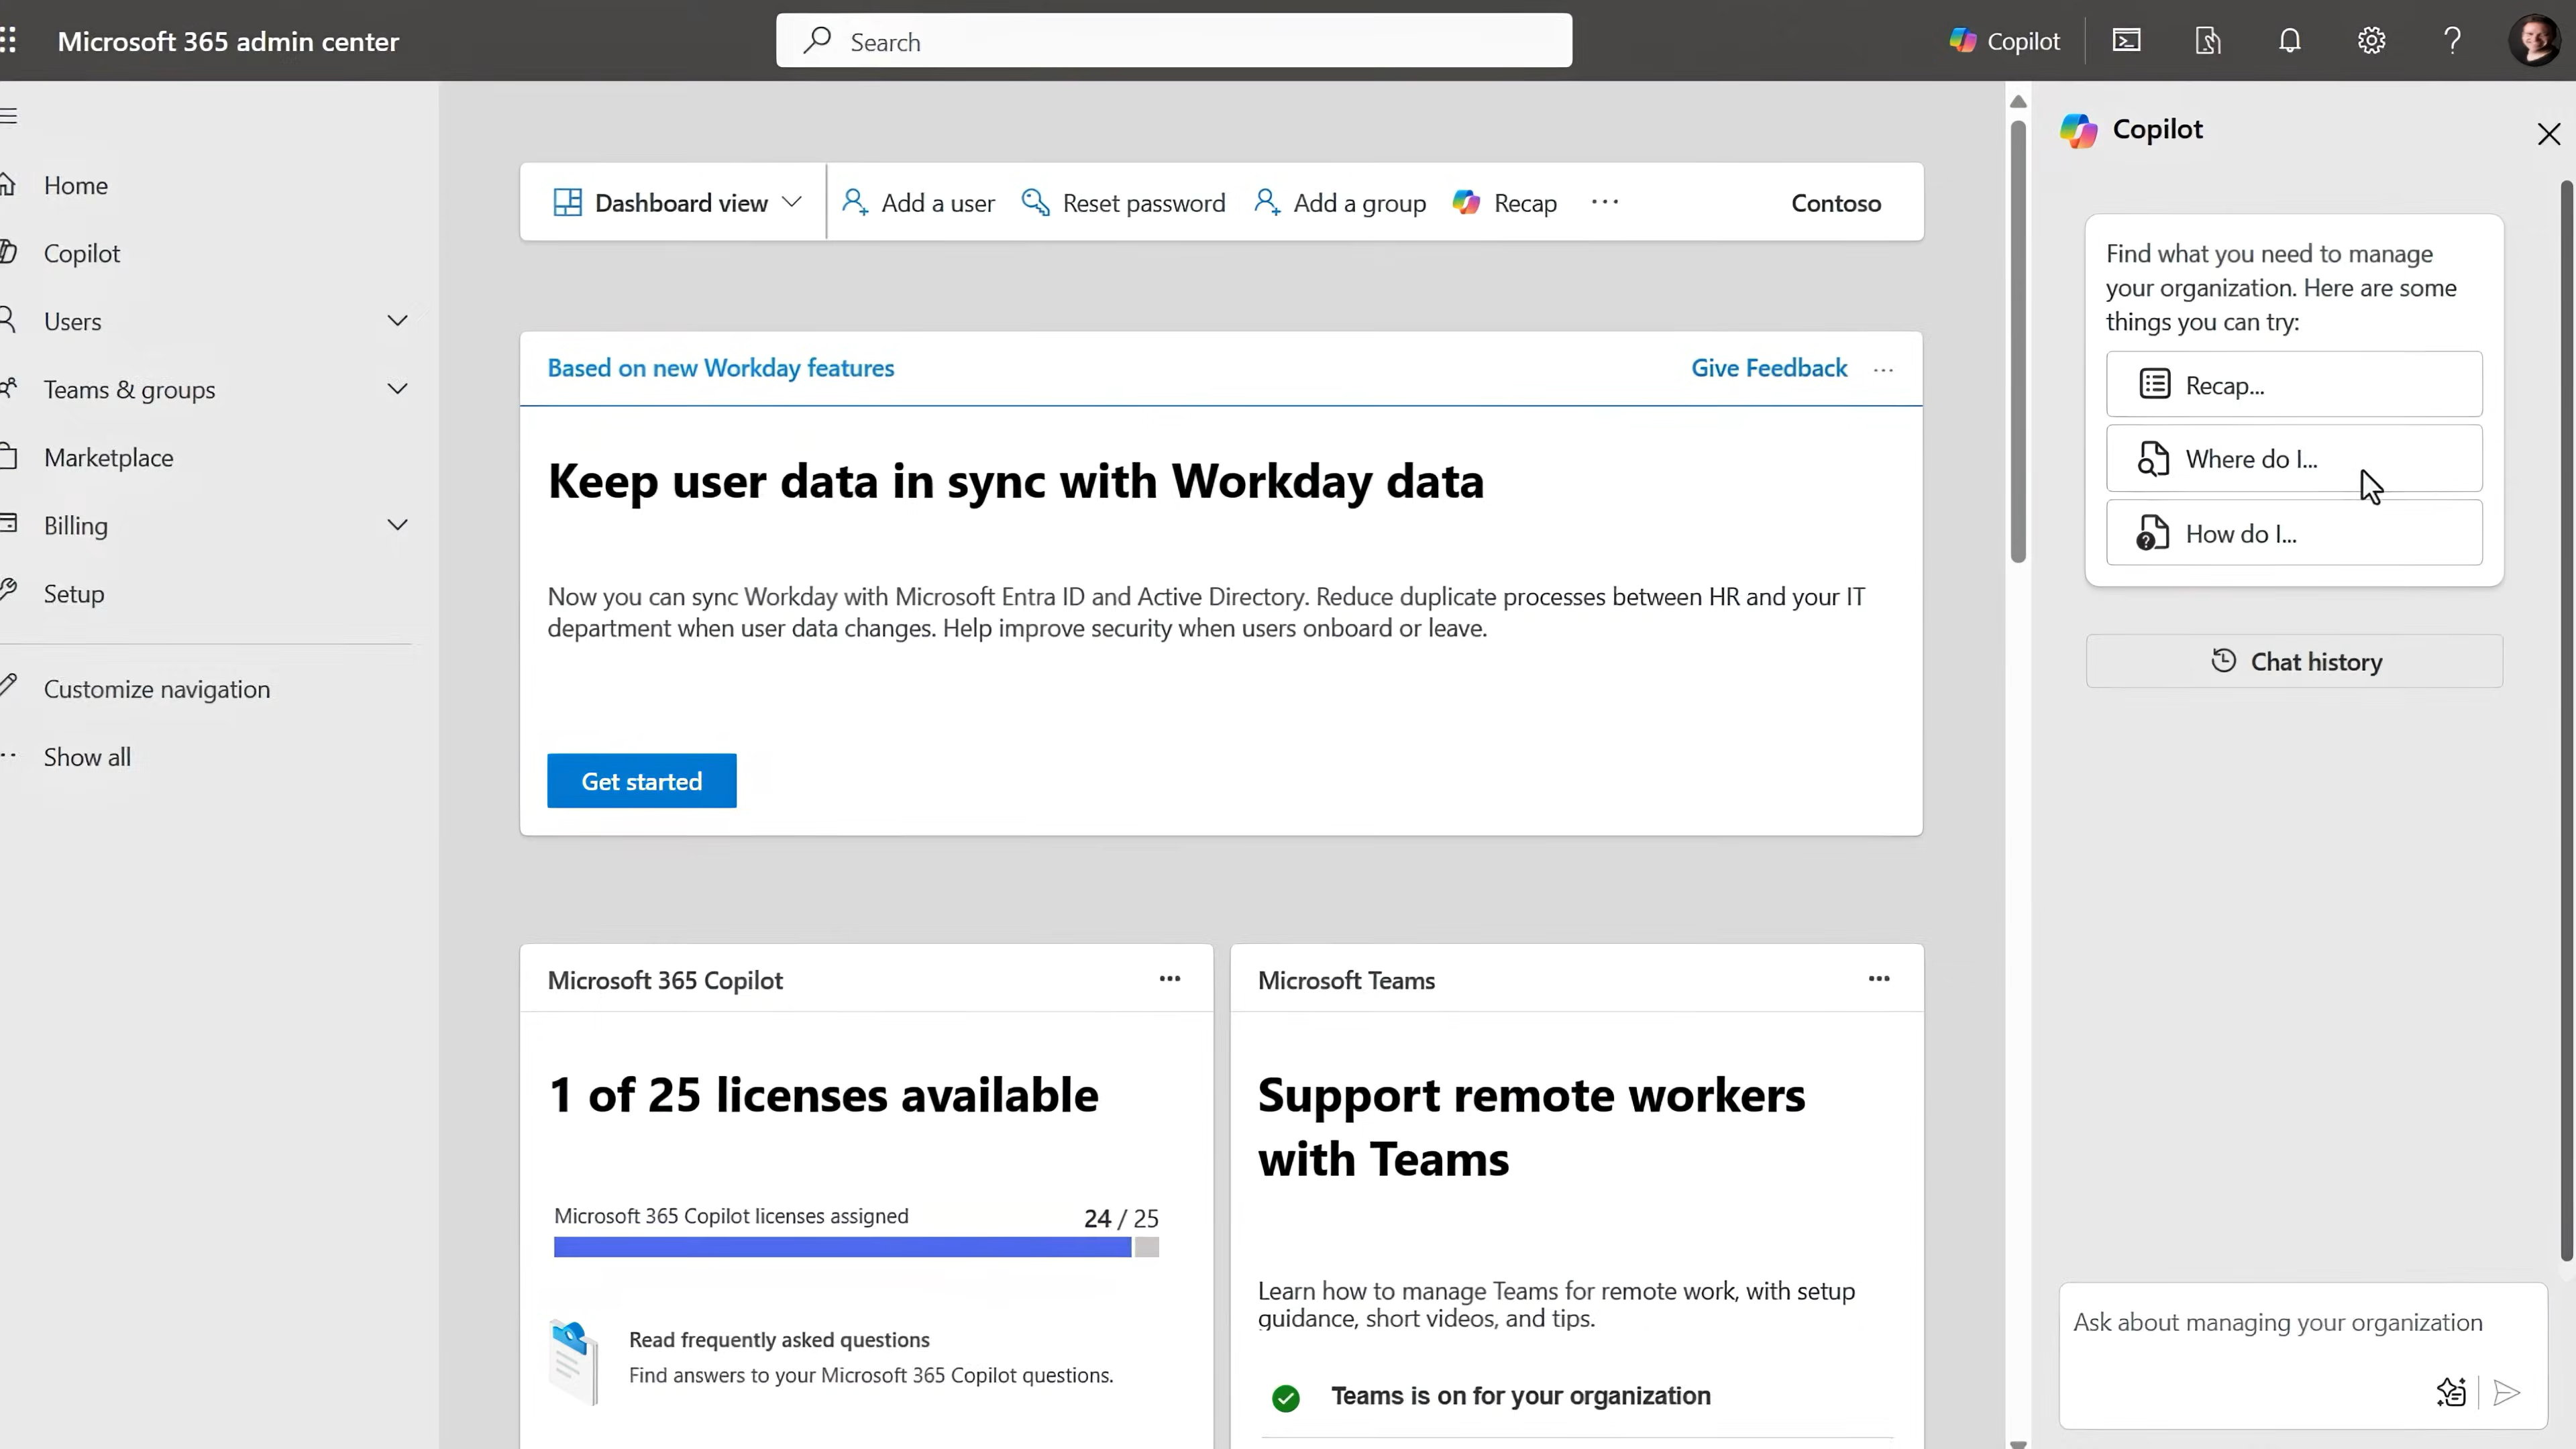 Microsoft 365 admin center
Search
Copilot
Home
Copilot
Users
Teams & groups
Marketplace
Billing
Setup
Customize navigation
Show all
Dashboard view
Add a user
Reset password
Add a group
Recap
Contoso
Based on new Workday features
Give Feedback
Keep user data in sync with Workday data
Now you can sync Workday with Microsoft Entra ID and Active Directory. Reduce duplicate processes between HR and your IT
department when user data changes. Help improve security when users onboard or leave.
Get started
Microsoft 365 Copilot
1 of 25 licenses available
Microsoft 365 Copilot licenses assigned
24 / 25
Read frequently asked questions
Find answers to your Microsoft 365 Copilot questions.
Microsoft Teams
Support remote workers
with Teams
Learn how to manage Teams for remote work, with setup
guidance, short videos, and tips.
Teams is on for your organization
Copilot
Find what you need to manage
your organization. Here are some
things you can try:
Recap...
Where do I...
How do I...
Chat history
Ask about managing your organization